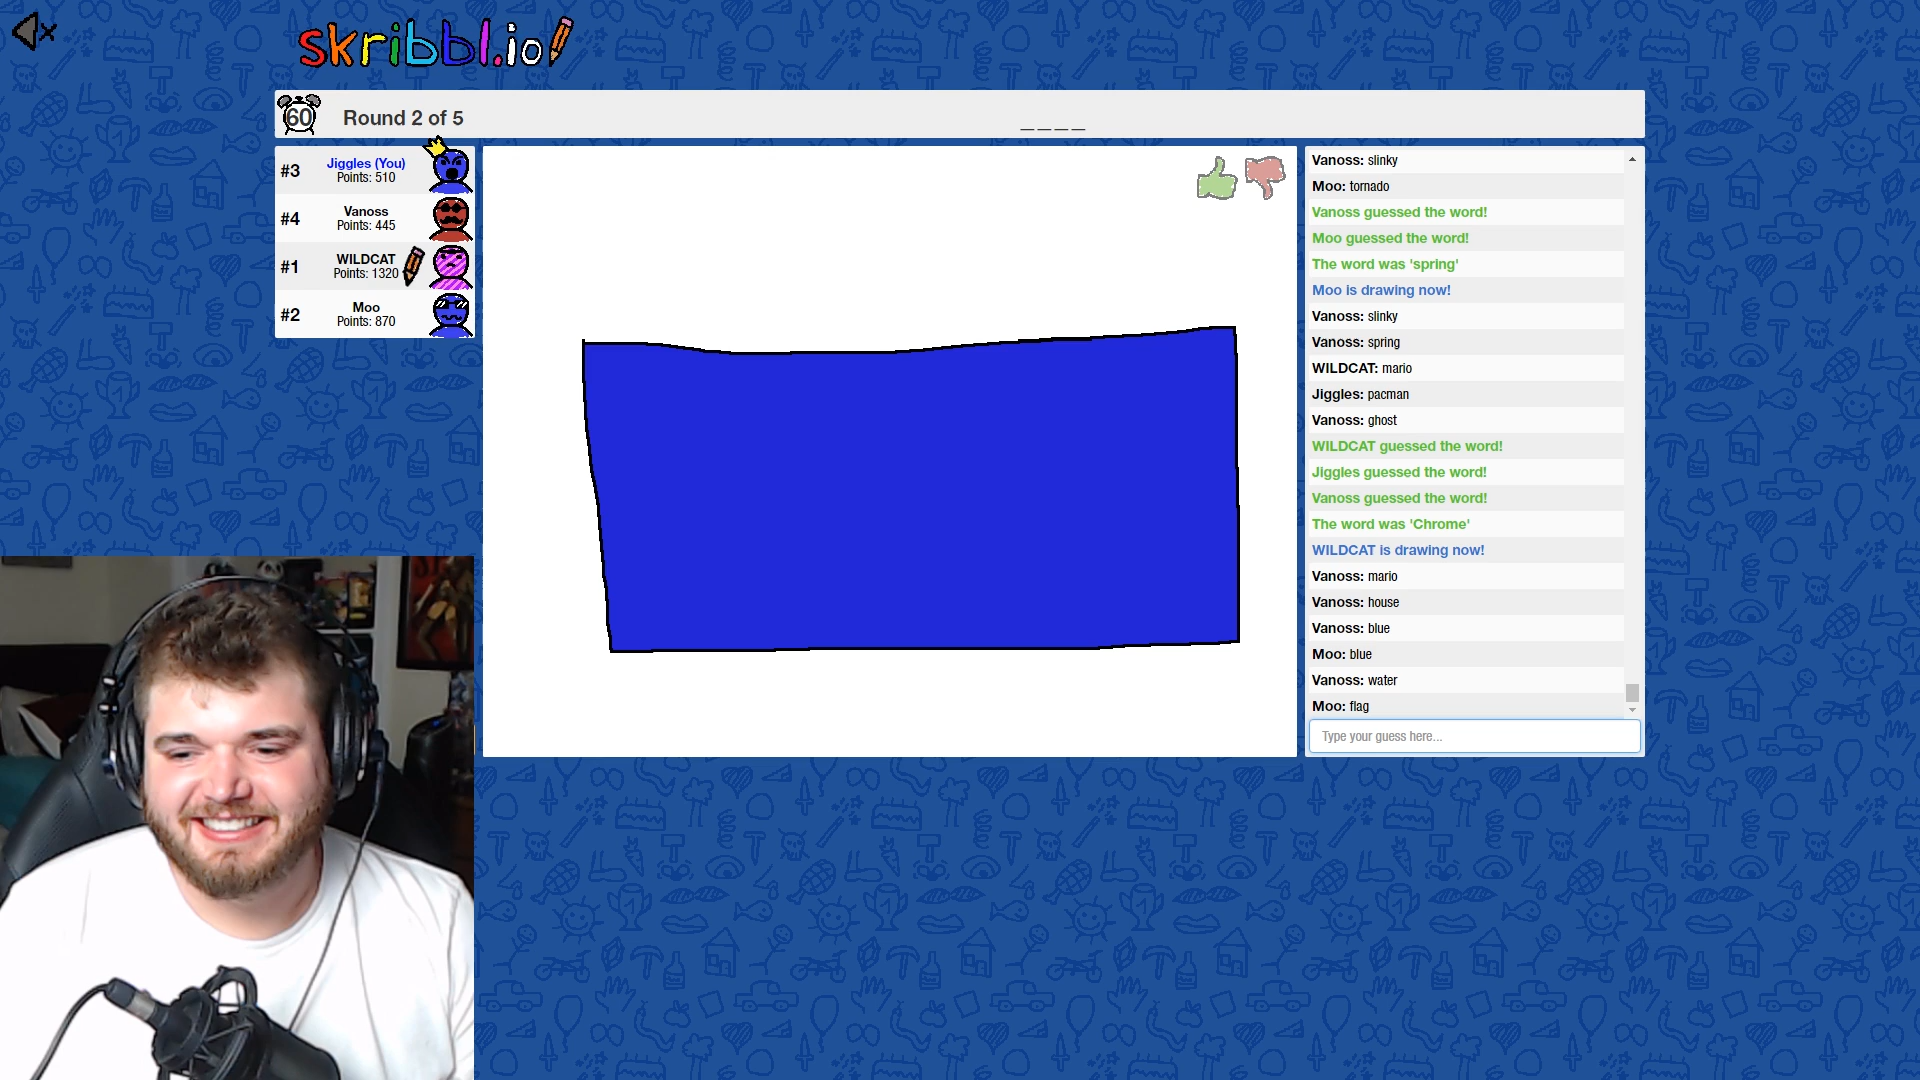 skribbl.io
60
Round 2 of 5
____
#3
Jiggles (You)
Points: 510
#4
Vanoss
Points: 445
#1
WILDCAT
Points: 1320
#2
Moo
Points: 870
Vanoss: slinky
Moo: tornado
Vanoss guessed the word!
Moo guessed the word!
The word was 'spring'
Moo is drawing now!
Vanoss: slinky
Vanoss: spring
WILDCAT: mario
Jiggles: pacman
Vanoss: ghost
WILDCAT guessed the word!
Jiggles guessed the word!
Vanoss guessed the word!
The word was 'Chrome'
WILDCAT is drawing now!
Vanoss: mario
Vanoss: house
Vanoss: blue
Moo: blue
Vanoss: water
Moo: flag
Type your guess here...